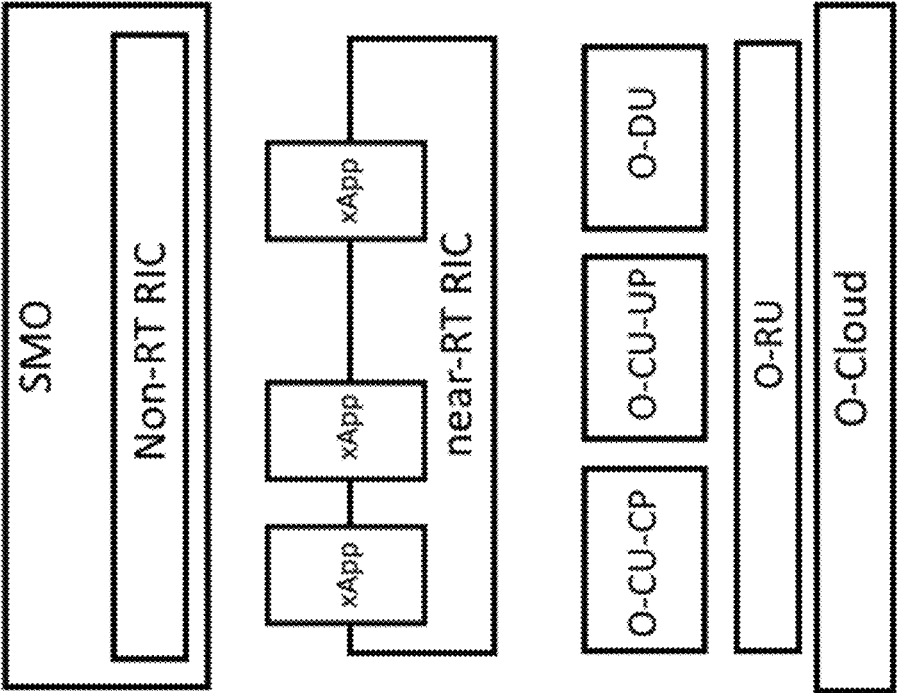 SMO
Non-RT RIC
xApp
xApp
xApp
near-RT RIC
O-CU-CP
O-CU-UP
O-DU
O-RU
O-Cloud